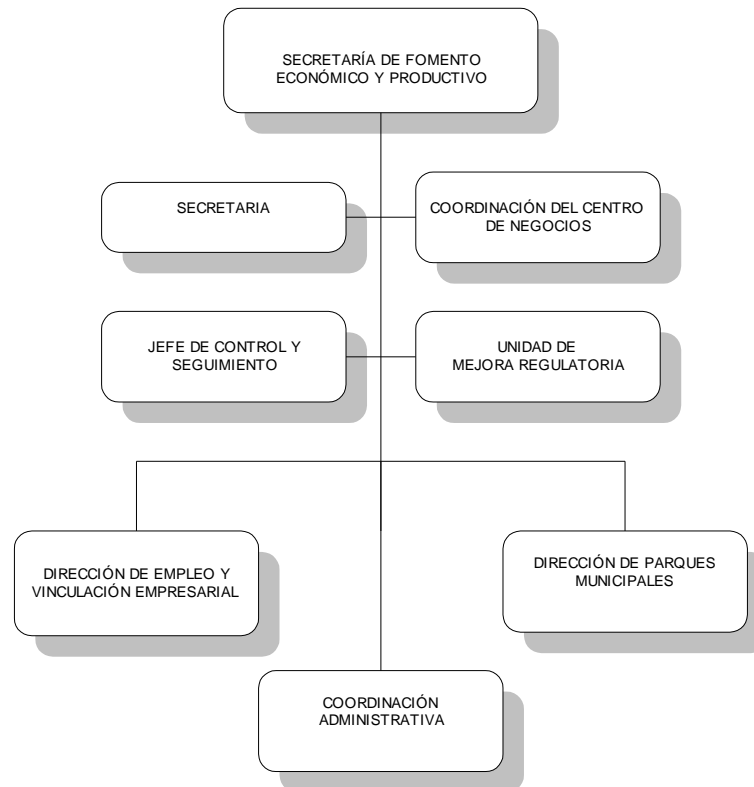 SECRETARÍA DE FOMENTO
ECONÓMICO Y PRODUCTIVO
SECRETARIA
COORDINACIÓN DEL CENTRO
DE NEGOCIOS
JEFE DE CONTROL Y
SEGUIMIENTO
UNIDAD DE
MEJORA REGULATORIA
DIRECCIÓN DE EMPLEO Y
VINCULACIÓN EMPRESARIAL
DIRECCIÓN DE PARQUES
MUNICIPALES
COORDINACIÓN
ADMINISTRATIVA